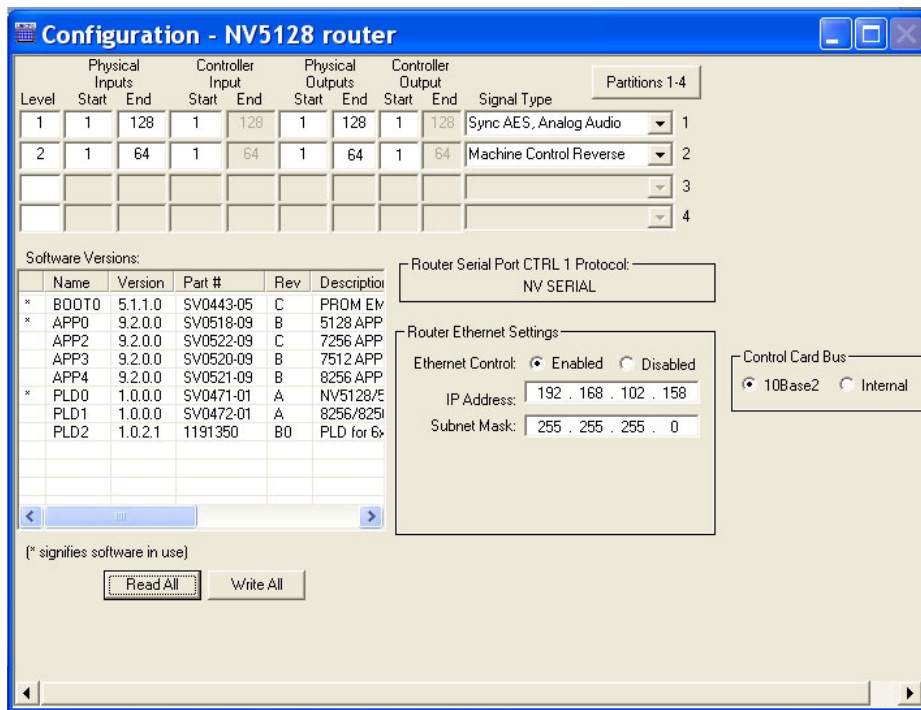 Configuration - NV5128 router
Physical Controller Physical Controller
Inputs Input Outputs Output
Level Start End Start End Start End Start End Signal Type Partitions 1-4
1 1 128 1 128 1 128 1 128 Sync AES, Analog Audio 1
2 1 64 1 64 1 64 1 64 Machine Control Reverse 2
3
4
Software Versions:
Name Version Part # Rev Description
* BOOT0 5.1.1.0 SV0443-05 C PROM EM
* APP0 9.2.0.0 SV0518-09 B 5128 APP
APP2 9.2.0.0 SV0522-09 C 7256 APP
APP3 9.2.0.0 SV0520-09 B 7512 APP
APP4 9.2.0.0 SV0521-09 B 8256 APP
* PLD0 1.0.0.0 SV0471-01 A NV5128/5
PLD1 1.0.0.0 SV0472-01 A 8256/825
PLD2 1.0.2.1 1191350 B0 PLD for 6x
(* signifies software in use)
Read All Write All
Router Serial Port CTRL 1 Protocol:
NV SERIAL
Router Ethernet Settings
Ethernet Control: Enabled Disabled
IP Address: 192 . 168 . 102 . 158
Subnet Mask: 255 . 255 . 255 . 0
Control Card Bus
10Base2 Internal